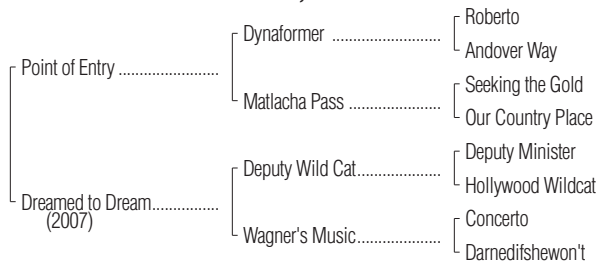 Roberto
Dynaformer ....................
Andover Way
Point of Entry ......................
Seeking the Gold
Matlacha Pass ....................
Our Country Place
Deputy Minister
Deputy Wild Cat..................
Hollywood Wildcat
Dreamed to Dream...............
(2007)
Concerto
Wagner's Music..................
Darnedifshewon't